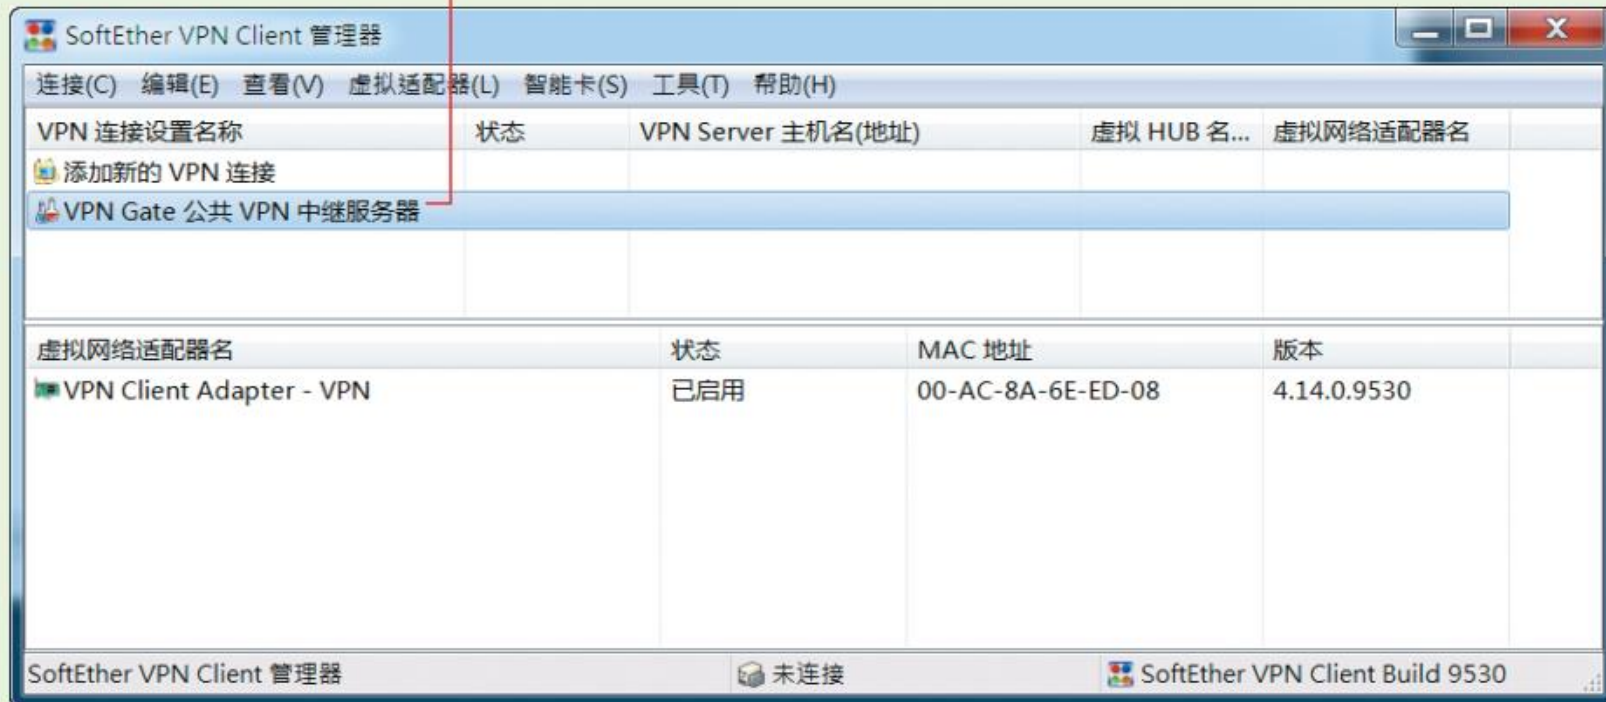 SoftEther VPN Client 管理器
连接(C) 编辑(E) 查看(V) 虚拟适配器(L) 智能卡(S) 工具(T) 帮助(H)
VPN 连接设置名称 状态 VPN Server 主机名(地址) 虚拟 HUB 名... 虚拟网络适配器名
添加新的 VPN 连接
VPN Gate 公共 VPN 中继服务器
虚拟网络适配器名 状态 MAC 地址 版本
VPN Client Adapter - VPN 已启用 00-AC-8A-6E-ED-08 4.14.0.9530
SoftEther VPN Client 管理器 未连接 SoftEther VPN Client Build 9530